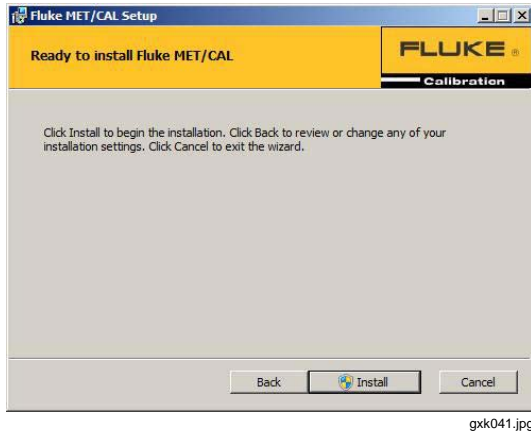 Fluke MET/CAL Setup
Ready to install Fluke MET/CAL
FLUKE ®
Calibration
Click Install to begin the installation. Click Back to review or change any of your
installation settings. Click Cancel to exit the wizard.
Back
Install
Cancel
gxk041.jpg